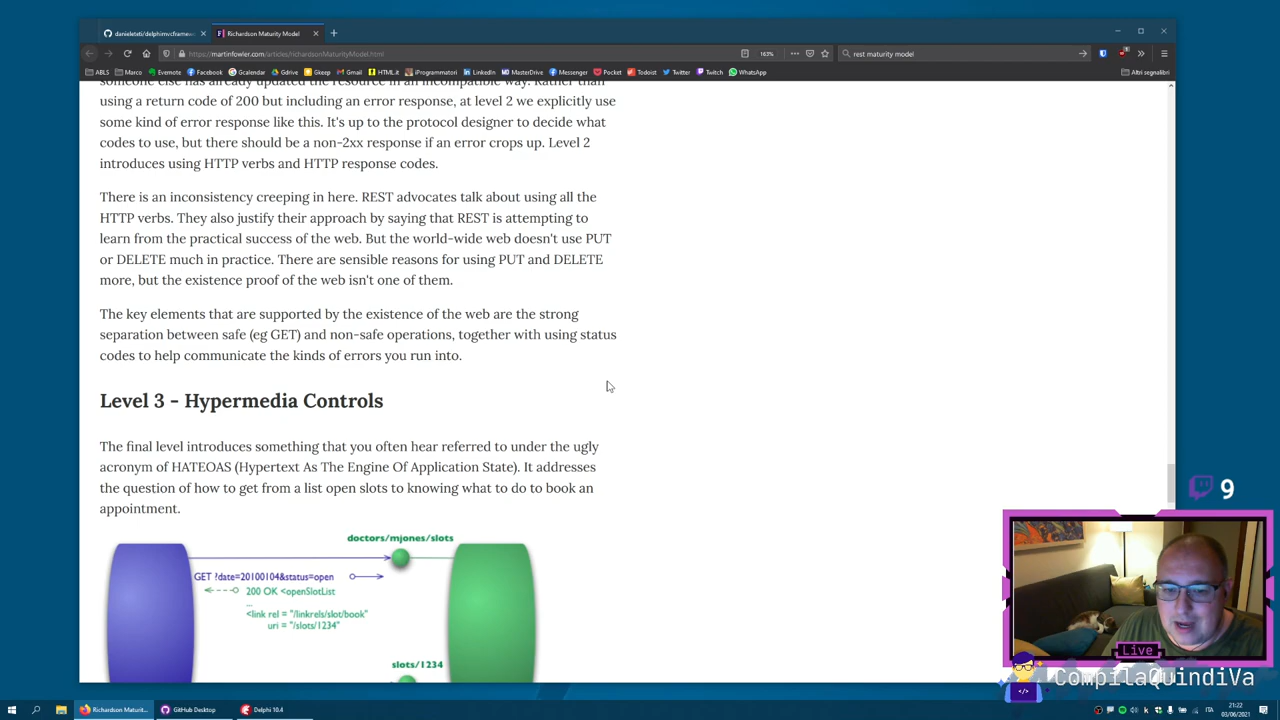 danieleteti/delphimvcframew
Richardson Maturity Model
https://martinfowler.com/articles/richardsonMaturityModel.html
163%
rest maturity model
ABLS
Marco
Evernote
Facebook
Gcalendar
Gdrive
Gkeep
Gmail
HTML.it
iProgrammatori
LinkedIn
MasterDrive
Messenger
Pocket
Todoist
Twitter
Twitch
WhatsApp
Altri segnalibri
someone else has already updated the resource in an incompatible way. Rather than
using a return code of 200 but including an error response, at level 2 we explicitly use
some kind of error response like this. It's up to the protocol designer to decide what
codes to use, but there should be a non-2xx response if an error crops up. Level 2
introduces using HTTP verbs and HTTP response codes.
There is an inconsistency creeping in here. REST advocates talk about using all the
HTTP verbs. They also justify their approach by saying that REST is attempting to
learn from the practical success of the web. But the world-wide web doesn't use PUT
or DELETE much in practice. There are sensible reasons for using PUT and DELETE
more, but the existence proof of the web isn't one of them.
The key elements that are supported by the existence of the web are the strong
separation between safe (eg GET) and non-safe operations, together with using status
codes to help communicate the kinds of errors you run into.
Level 3 - Hypermedia Controls
The final level introduces something that you often hear referred to under the ugly
acronym of HATEOAS (Hypertext As The Engine Of Application State). It addresses
the question of how to get from a list open slots to knowing what to do to book an
appointment.
doctors/mjones/slots
GET ?date=20100104&status=open
200 OK <openSlotList
...
<link rel = "/linkrels/slot/book"
uri = "/slots/1234"
slots/1234
9
Live
CompilaQuindiVa
Richardson Maturit...
GitHub Desktop
Delphi 10.4
ITA
21:22
03/06/2021